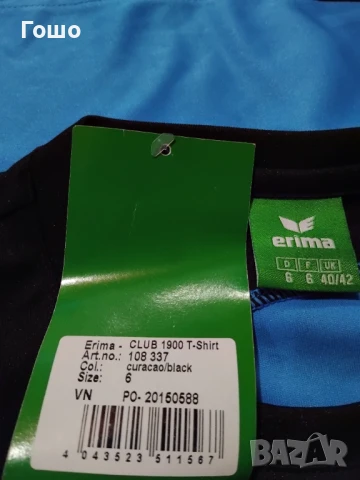 Гошо
erima
D F UK
6 6 40/42
Erima - CLUB 1900 T-Shirt
Art.no.: 108 337
Col.: curacao/black
Size: 6
VN PO- 20150588
4 043523 511567
BAZAR